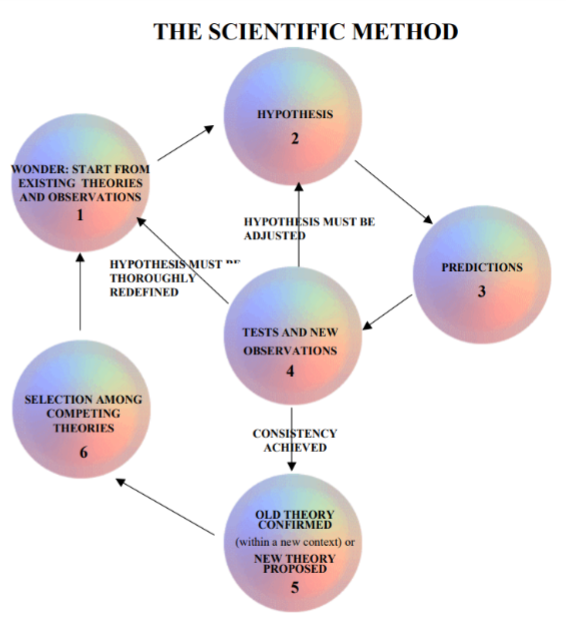 THE SCIENTIFIC METHOD
HYPOTHESIS
2
WONDER: START FROM
EXISTING THEORIES
AND OBSERVATIONS
1
HYPOTHESIS MUST BE
ADJUSTED
HYPOTHESIS MUST
THOROUGHLY
REDEFINED
PREDICTIONS
3
TESTS AND NEW
OBSERVATIONS
4
SELECTION AMONG
COMPETING
THEORIES
6
CONSISTENCY
ACHIEVED
OLD THEORY
CONFIRMED
(within a new context) or
NEW THEORY
PROPOSED
5